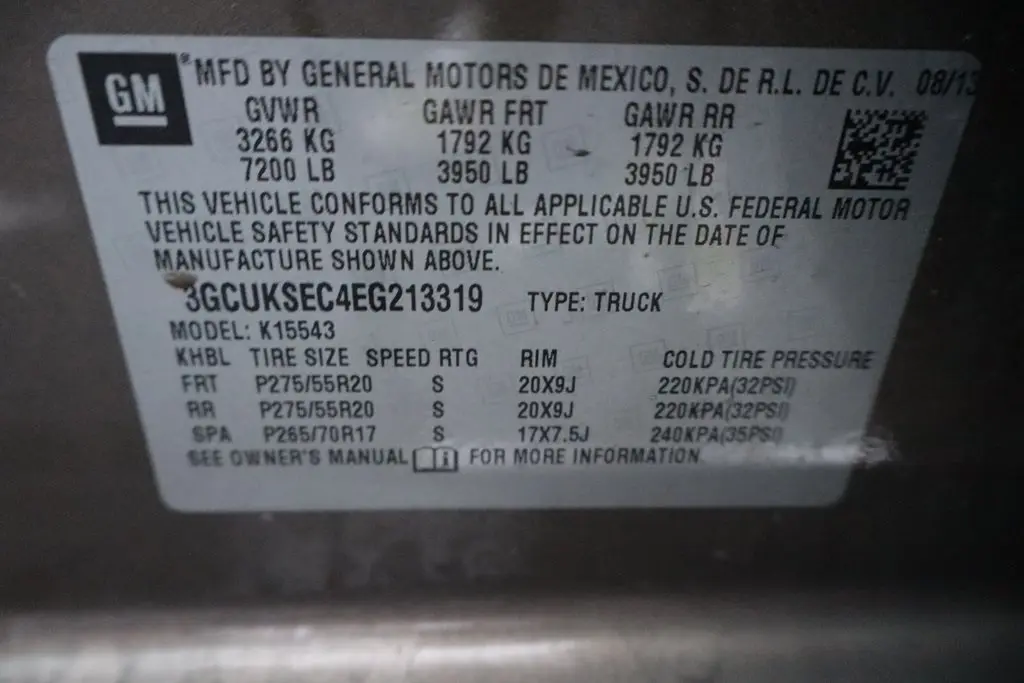 GM ® MFD BY GENERAL MOTORS DE MEXICO, S. DE R.L. DE C.V. 08/13
GVWR GAWR FRT GAWR RR
3266 KG 1792 KG 1792 KG
7200 LB 3950 LB 3950 LB
THIS VEHICLE CONFORMS TO ALL APPLICABLE U.S. FEDERAL MOTOR
VEHICLE SAFETY STANDARDS IN EFFECT ON THE DATE OF
MANUFACTURE SHOWN ABOVE.
3GCUKSEC4EG213319 TYPE: TRUCK
MODEL: K15543
KHBL TIRE SIZE SPEED RTG RIM COLD TIRE PRESSURE
FRT P275/55R20 S 20X9J 220KPA(32PSI)
RR P275/55R20 S 20X9J 220KPA(32PSI)
SPA P265/70R17 S 17X7.5J 240KPA(35PSI)
SEE OWNER'S MANUAL i FOR MORE INFORMATION